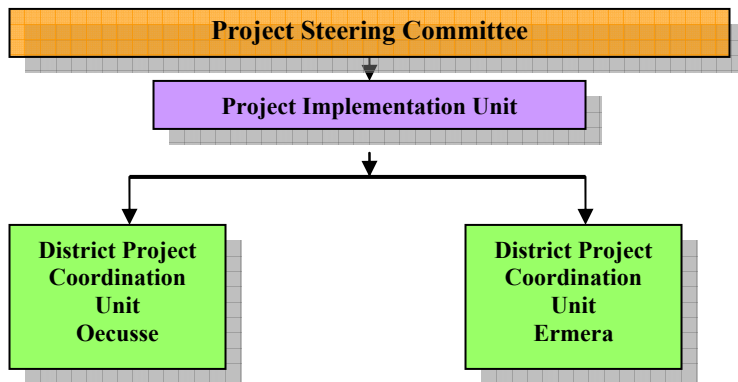 Project Steering Committee
Project Implementation Unit
District Project
Coordination
Unit
Oecusse
District Project
Coordination
Unit
Ermera